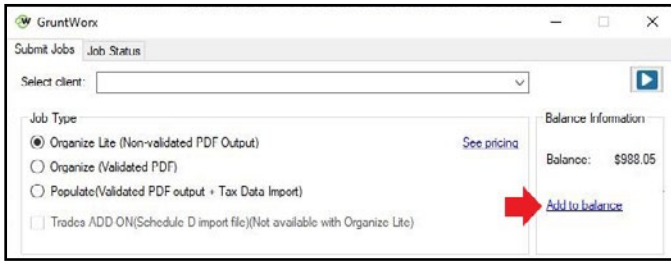 GruntWorx
Submit Jobs Job Status
Select client:
Job Type
Organize Lite (Non-validated PDF Output) See pricing
Organize (Validated PDF)
Populate(Validated PDF output + Tax Data Import)
Trades ADD ON(Schedule D import file)(Not available with Organize Lite)
Balance Information
Balance: $988.05
Add to balance